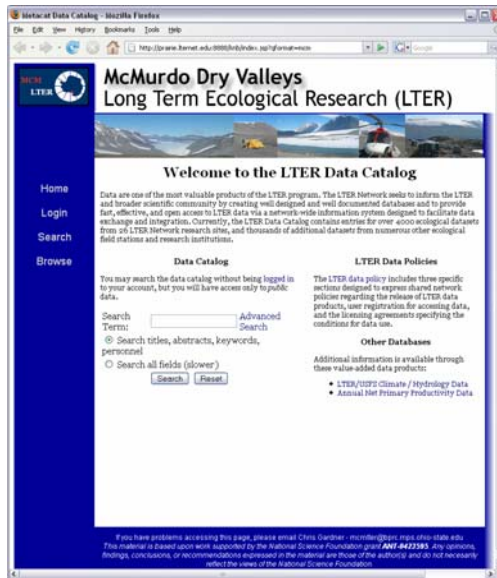 Metacat Data Catalog - Mozilla Firefox
File Edit View History Bookmarks Tools Help
Google
MCM
LTER
McMurdo Dry Valleys
Long Term Ecological Research (LTER)
Home
Login
Search
Browse
Welcome to the LTER Data Catalog
Data are one of the most valuable products of the LTER program. The LTER Network seeks to inform the LTER
and broader scientific community by creating well designed and well documented databases and to provide
fast, effective, and open access to LTER data via a network-wide information system designed to facilitate data
exchange and integration. Currently, the LTER Data Catalog contains entries for over 4000 ecological datasets
from 26 LTER Network research sites, and thousands of additional datasets from numerous other ecological
field stations and research institutions.
Data Catalog
You may search the data catalog without being logged in
to your account, but you will have access only to public
data.
Search
Term:
Advanced
Search
Search titles, abstracts, keywords,
personnel
Search all fields (slower)
Search Reset
LTER Data Policies
The LTER data policy includes three specific
sections designed to express shared network
policies regarding the release of LTER data
products, user registration for accessing data,
and the licensing agreements specifying the
conditions for data use.
Other Databases
Additional information is available through
these value-added data products:
LTER/USFS Climate / Hydrology Data
Annual Net Primary Productivity Data
If you have problems accessing this page, please email Chris Gardner - mcmlter@bprc.mps.ohio-state.edu
This material is based upon work supported by the National Science Foundation grant ANT-0423595. Any opinions,
findings, conclusions, or recommendations expressed in the material are those of the author(s) and do not necessarily
reflect the views of the National Science Foundation.